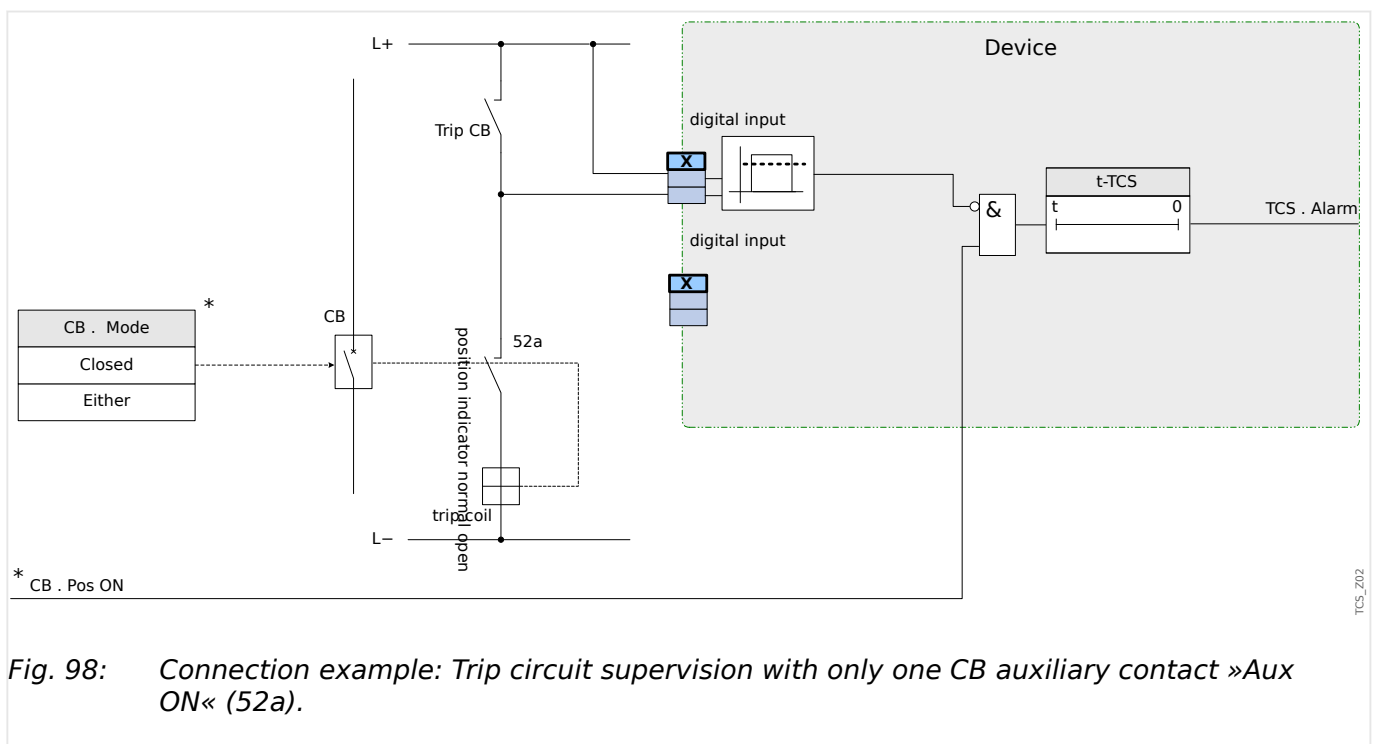 L+
Device
digital input
Trip CB
X
t-TCS
&
t 0
TCS . Alarm
digital input
X
*
CB . Mode
CB
Closed
Either
52a
position indicator normal open
trip coil
L−
*
CB . Pos ON
TCS_Z02
Fig. 98: Connection example: Trip circuit supervision with only one CB auxiliary contact »Aux
ON« (52a).